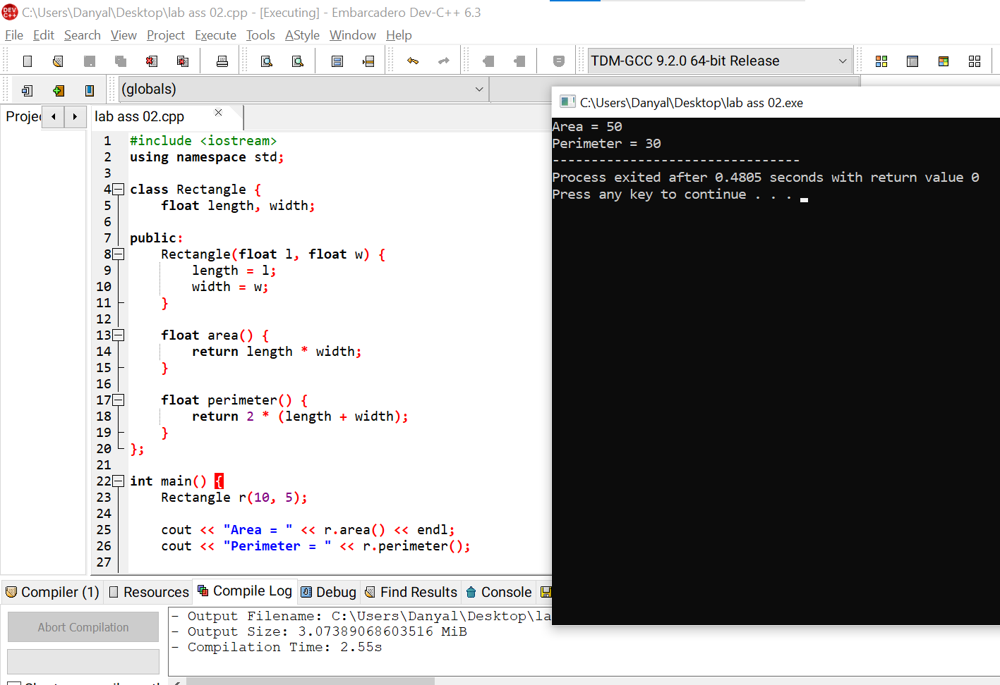 C:\Users\Danyal\Desktop\lab ass 02.cpp - [Executing] - Embarcadero Dev-C++ 6.3
File Edit Search View Project Execute Tools AStyle Window Help
TDM-GCC 9.2.0 64-bit Release
(globals)
lab ass 02.cpp
1 #include <iostream>
2 using namespace std;
3
4 class Rectangle {
5     float length, width;
6
7 public:
8     Rectangle(float l, float w) {
9         length = l;
10         width = w;
11     }
12
13     float area() {
14         return length * width;
15     }
16
17     float perimeter() {
18         return 2 * (length + width);
19     }
20 };
21
22 int main() {
23     Rectangle r(10, 5);
24
25     cout << "Area = " << r.area() << endl;
26     cout << "Perimeter = " << r.perimeter();
27
C:\Users\Danyal\Desktop\lab ass 02.exe
Area = 50
Perimeter = 30
--------------------------------
Process exited after 0.4805 seconds with return value 0
Press any key to continue . . .
Compiler (1) Resources Compile Log Debug Find Results Console
Abort Compilation
- Output Filename: C:\Users\Danyal\Desktop\la
- Output Size: 3.07389068603516 MiB
- Compilation Time: 2.55s